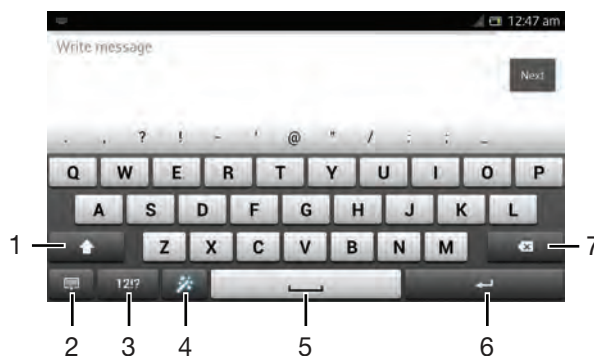 12:47 am
Write message
Next
. , ? ! - ' @ " / : ; _
Q W E R T Y U I O P
A S D F G H J K L
1 Z X C V B N M 7
12!?
2 3 4 5 6